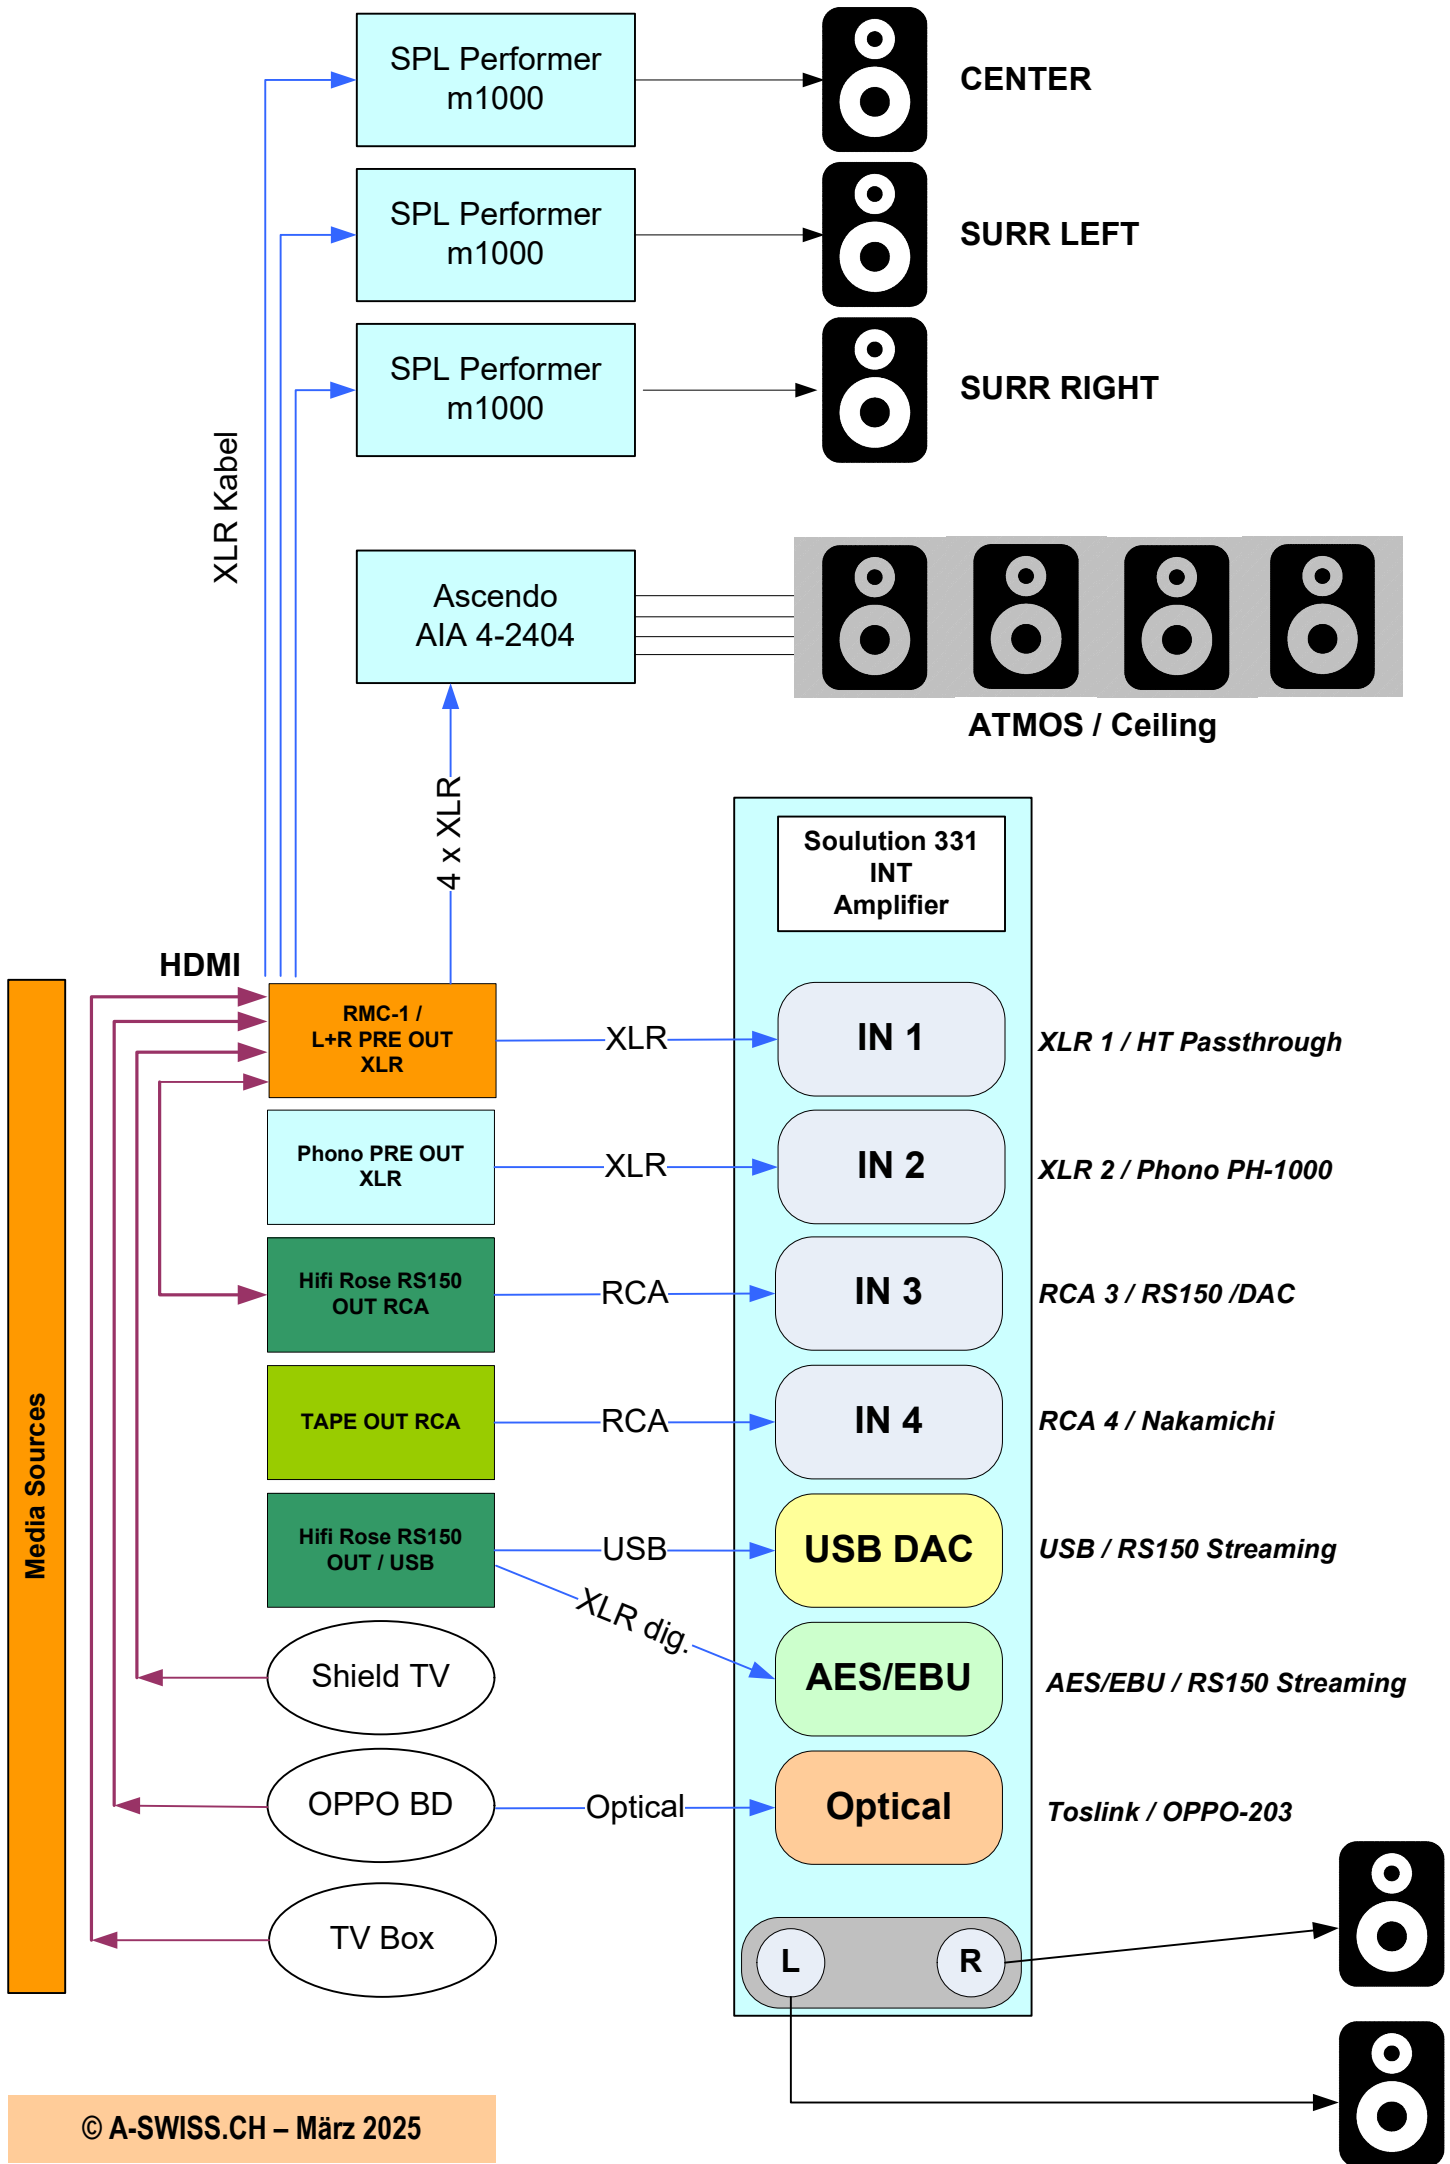 SPL Performer
m1000
CENTER
SPL Performer
m1000
SURR LEFT
SPL Performer
m1000
SURR RIGHT
XLR Kabel
Ascendo
AIA 4-2404
ATMOS / Ceiling
4 x XLR
Soulution 331
INT
Amplifier
HDMI
Media Sources
RMC-1 /
L+R PRE OUT
XLR
XLR
IN 1
XLR 1 / HT Passthrough
Phono PRE OUT
XLR
XLR
IN 2
XLR 2 / Phono PH-1000
Hifi Rose RS150
OUT RCA
RCA
IN 3
RCA 3 / RS150 /DAC
TAPE OUT RCA
RCA
IN 4
RCA 4 / Nakamichi
Hifi Rose RS150
OUT / USB
USB
USB DAC
USB / RS150 Streaming
XLR dig.
Shield TV
AES/EBU
AES/EBU / RS150 Streaming
OPPO BD
Optical
Optical
Toslink / OPPO-203
TV Box
L
R
© A-SWISS.CH – März 2025